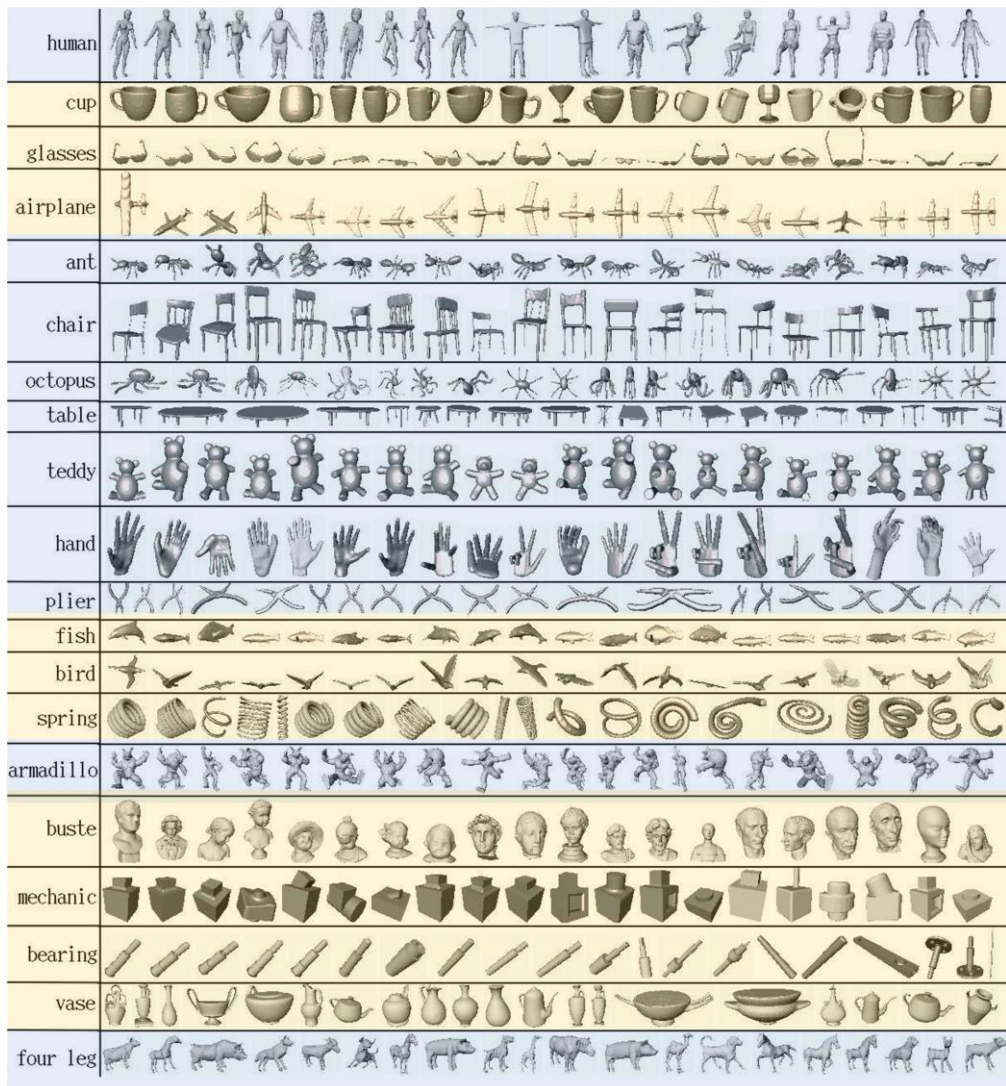 human
cup
glasses
airplane
ant
chair
octopus
table
teddy
hand
plier
fish
bird
spring
armadillo
buste
mechanic
bearing
vase
four leg